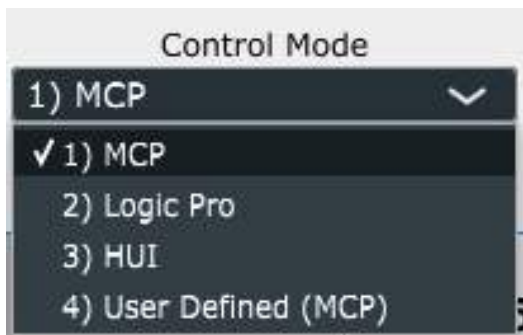 Control Mode
1) MCP
✓ 1) MCP
2) Logic Pro
3) HUI
4) User Defined (MCP)